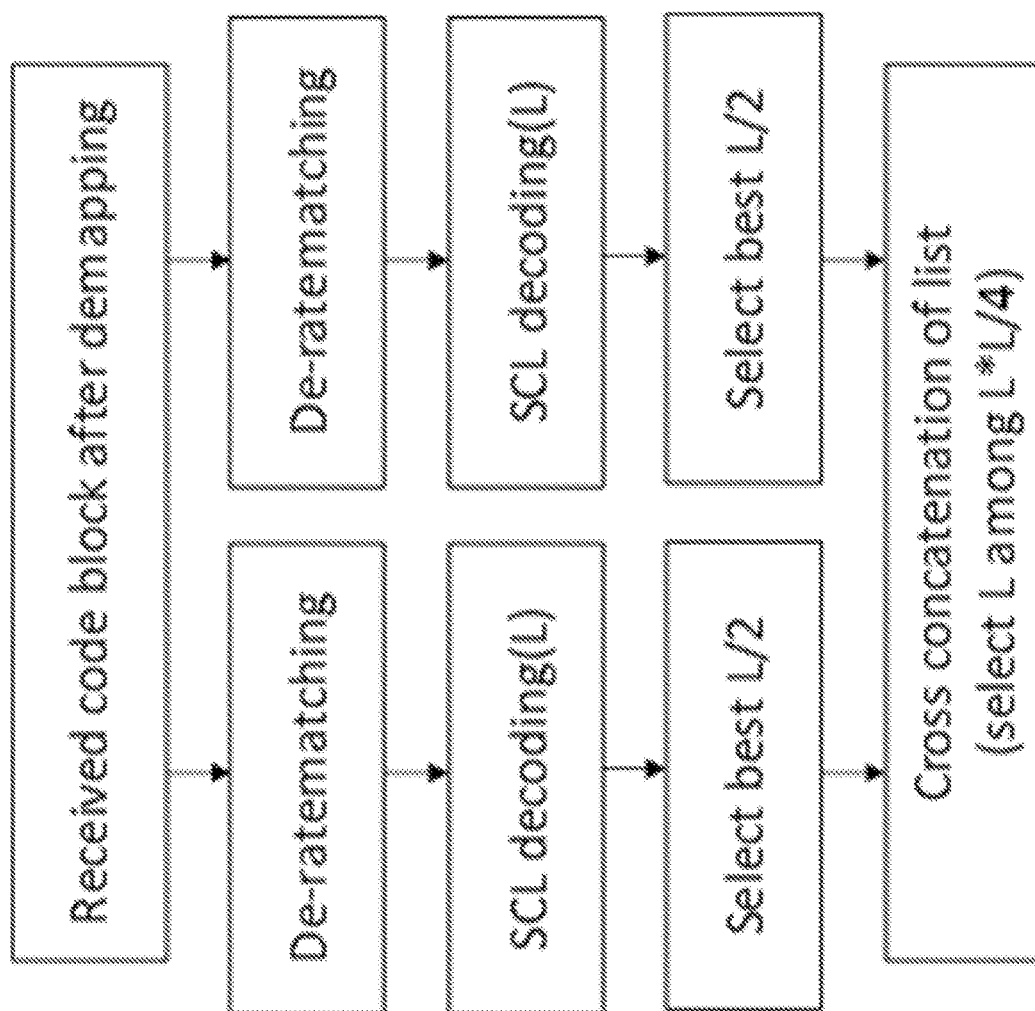 Received code block after demapping
De-ratematching
De-ratematching
SCL decoding(L)
SCL decoding(L)
Select best L/2
Select best L/2
Cross concatenation of list
(select L among L*L/4)